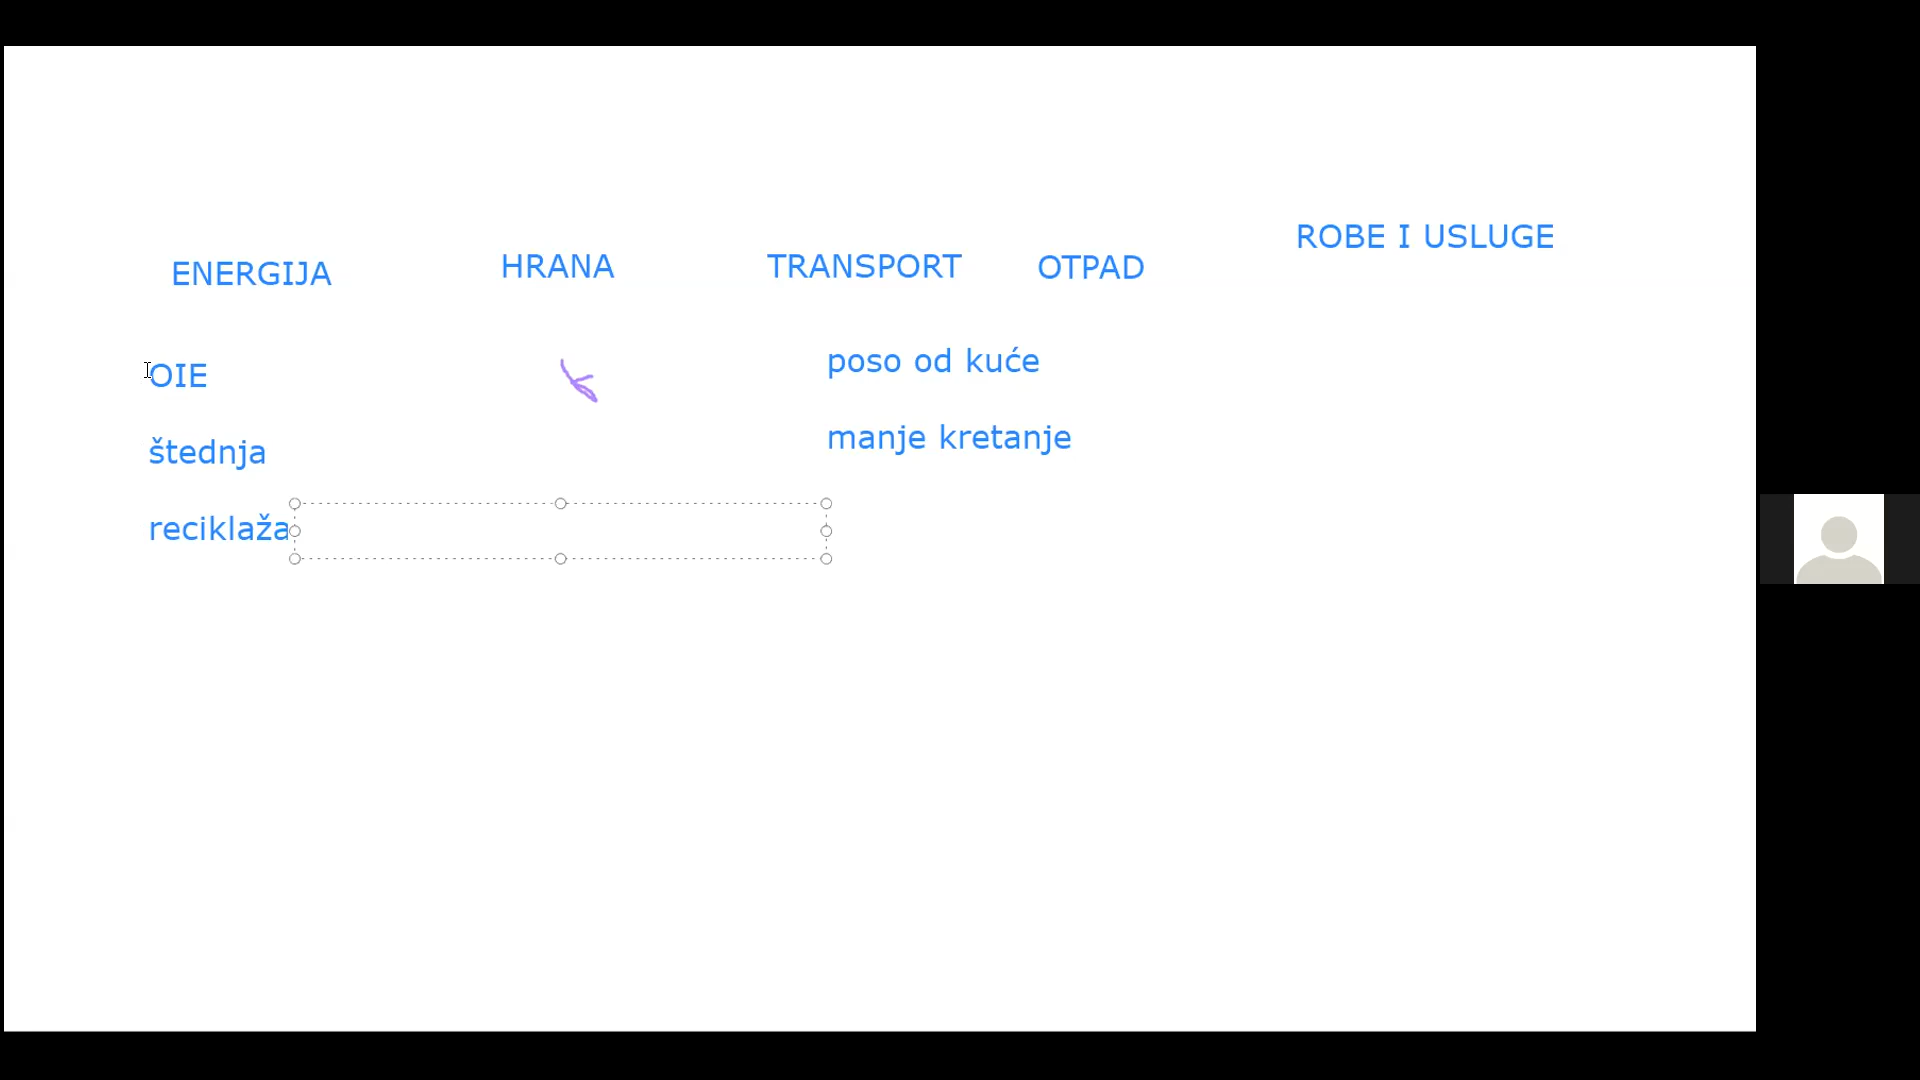 ENERGIJA
HRANA
TRANSPORT
OTPAD
ROBE I USLUGE
OIE
štednja
reciklaža
poso od kuće
manje kretanje